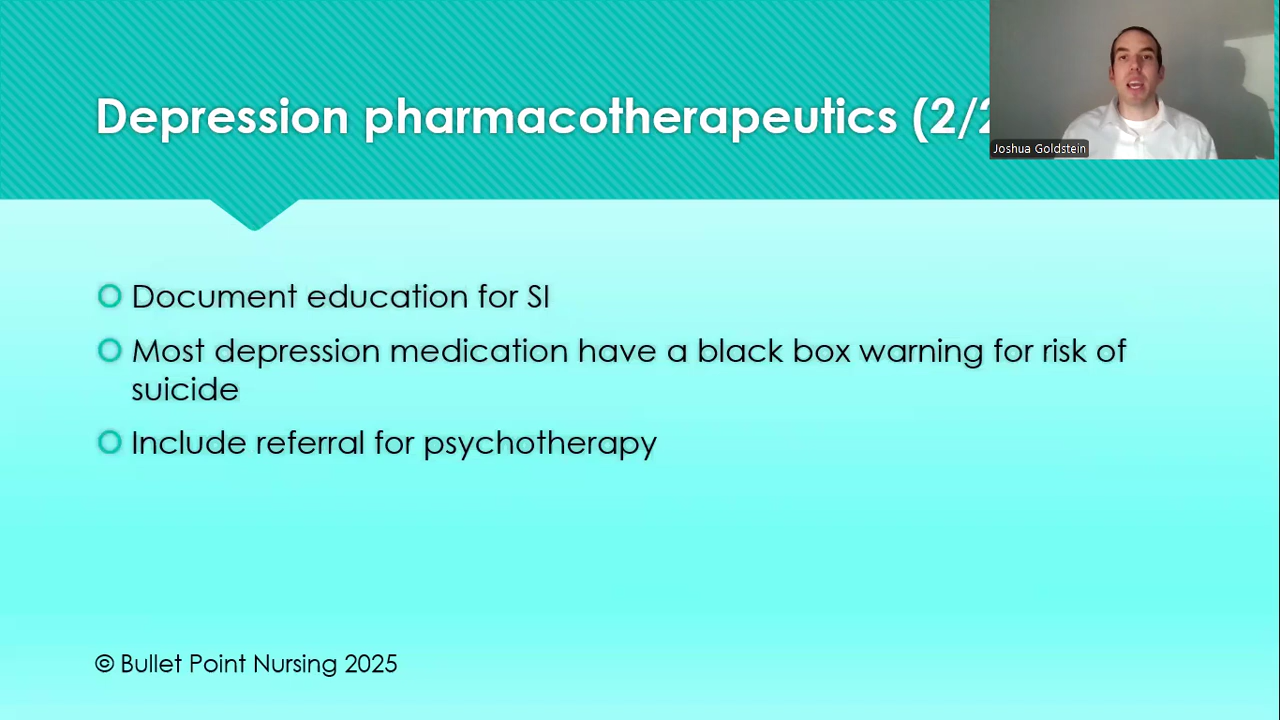 Depression pharmacotherapeutics (2/2
Joshua Goldstein
Document education for SI
Most depression medication have a black box warning for risk of
suicide
Include referral for psychotherapy
© Bullet Point Nursing 2025